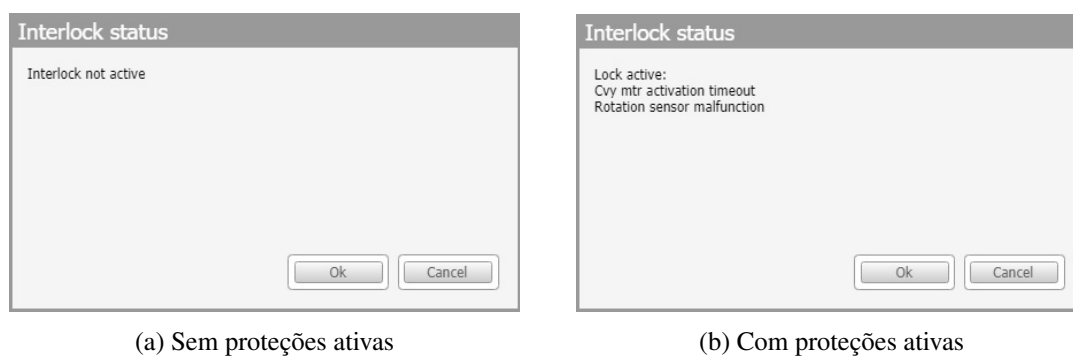 Interlock status
Interlock not active
Ok
Cancel
(a) Sem proteções ativas
Interlock status
Lock active:
Cvy mtr activation timeout
Rotation sensor malfunction
Ok
Cancel
(b) Com proteções ativas